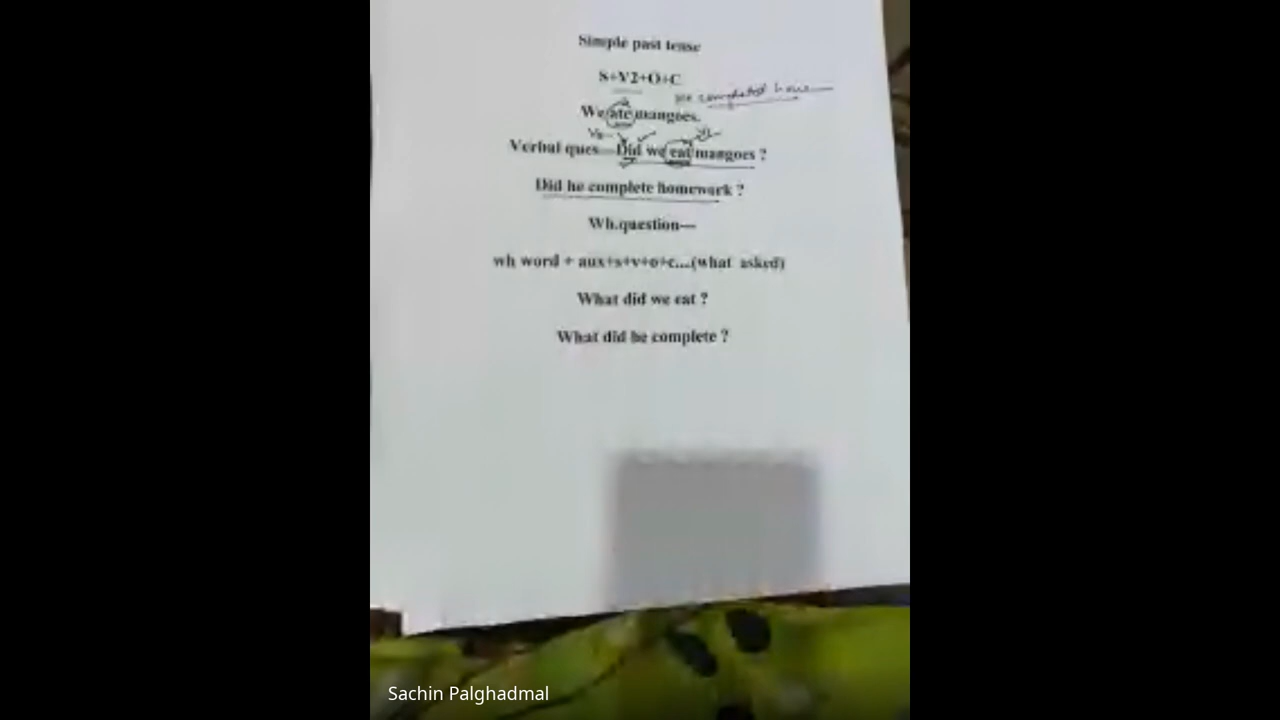 Simple past tense
S+V2+O+C
completed
We ate mangoes.
Verbal ques---Did we eat mangoes ?
Did he complete homework ?
Wh.question---
wh word + aux+s+v+o+c....(what asked)
What did we eat ?
What did he complete ?
Sachin Palghadmal